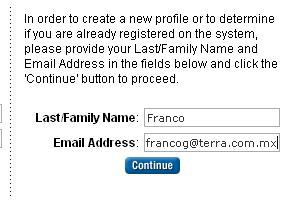 In order to create a new profile or to determine
if you are already registered on the system,
please provide your Last/Family Name and
Email Address in the fields below and click the
'Continue' button to proceed.
Last/Family Name: Franco
Email Address: francog@terra.com.mx
Continue